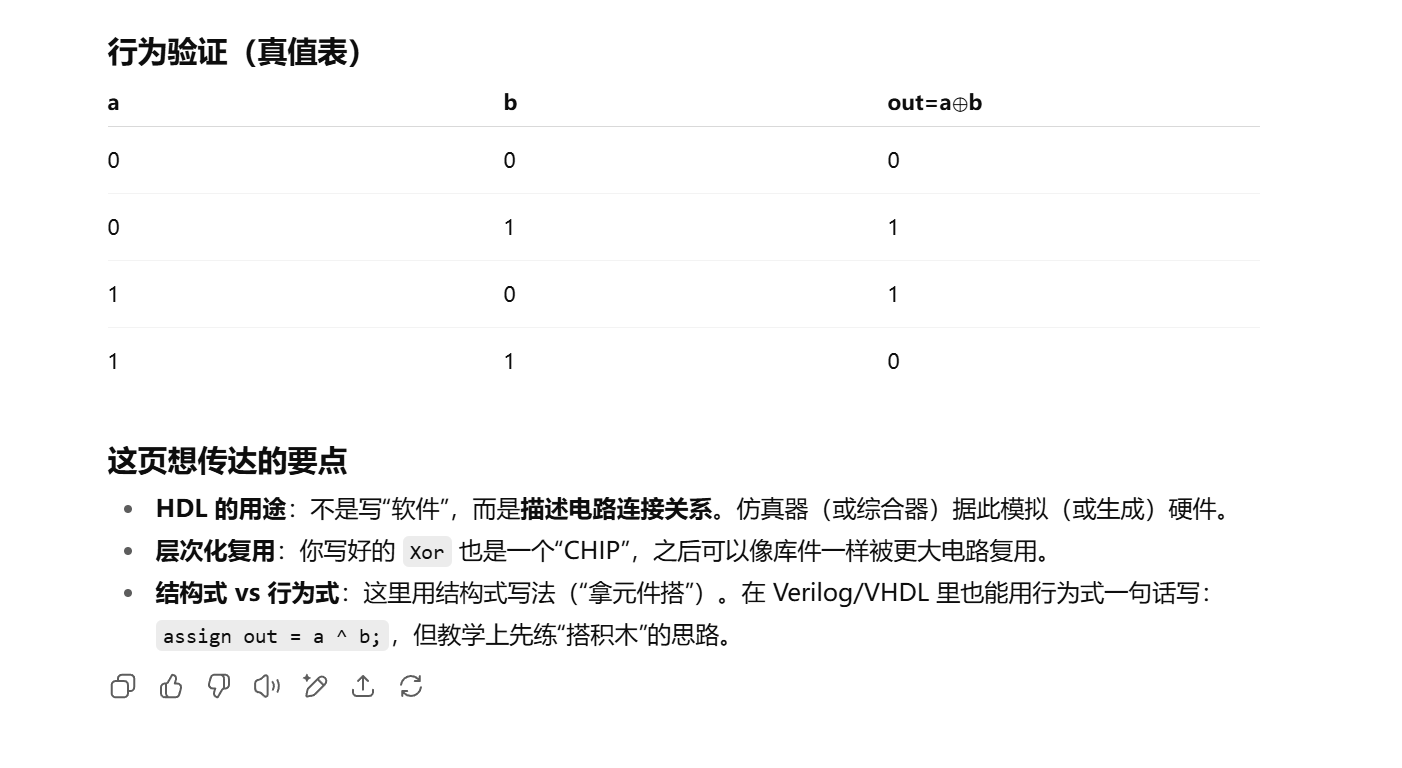 行为验证（真值表）
a b out=a⊕b
0 0 0
0 1 1
1 0 1
1 1 0
这页想传达的要点
HDL 的用途：不是写“软件”，而是描述电路连接关系。仿真器（或综合器）据此模拟（或生成）硬件。
层次化复用：你写好的 Xor 也是一个“CHIP”，之后可以像库件一样被更大电路复用。
结构式 vs 行为式：这里用结构式写法（“拿元件搭”）。在 Verilog/VHDL 里也能用行为式一句话写：
assign out = a ^ b;，但教学上先练“搭积木”的思路。